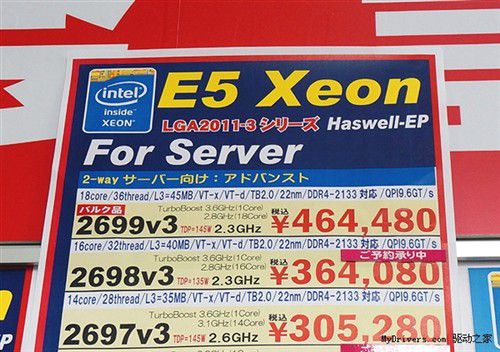 intel
inside
XEON
E5 Xeon
LGA2011-3 シリーズ Haswell-EP
For Server
2-way サーバー向け：アドバンスト
18core/36thread/L3=45MB/VT-x/VT-d/TB2.0/22nm/DDR4-2133 対応/QPI9.6GT/s
バルク品
TurboBoost 3.6GHz(1Core)
2.8GHz(18Core)
2699v3 TDP=145W 2.3GHz 税込 ¥464,480
16core/32thread/L3=40MB/VT-x/VT-d/TB2.0/22nm/DDR4-2133 対応/QPI9.6GT/s
ご予約承り中
TurboBoost 3.6GHz(1Core)
2.8GHz(16Core)
2698v3 TDP=135W 2.3GHz 税込 ¥364,080
14core/28thread/L3=35MB/VT-x/VT-d/TB2.0/22nm/DDR4-2133 対応/QPI9.6GT/s
TurboBoost 3.6GHz(1Core)
3.1GHz(14Core)
2697v3 TDP=145W 2.6GHz 税込 ¥305,280
MyDrivers.com 驱动之家